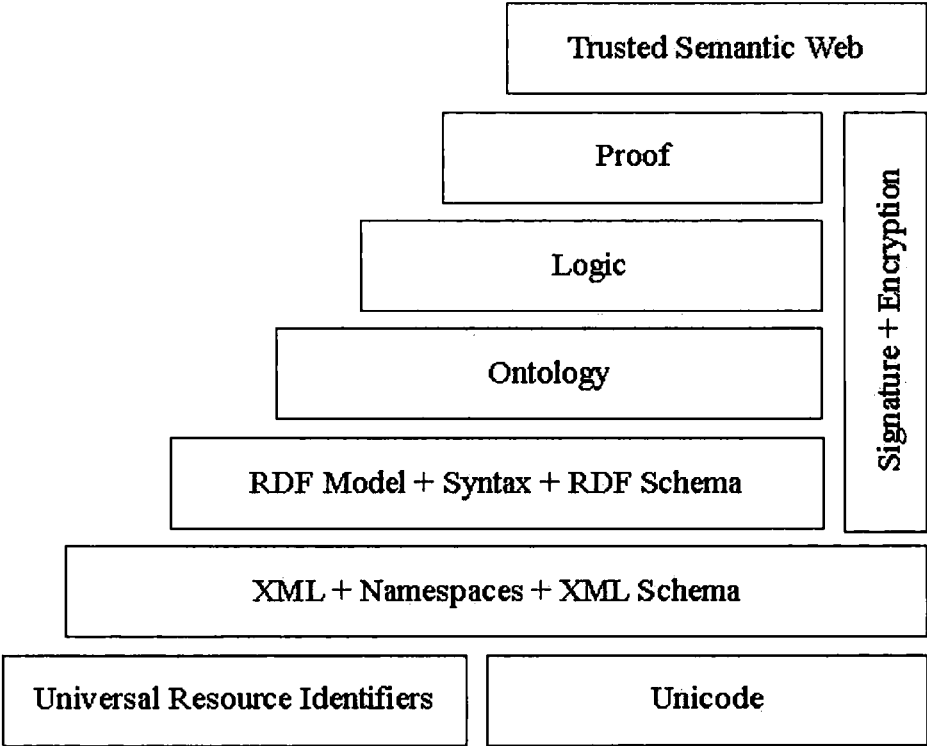 Trusted Semantic Web
Proof
Signature + Encryption
Logic
Ontology
RDF Model + Syntax + RDF Schema
XML + Namespaces + XML Schema
Universal Resource Identifiers
Unicode